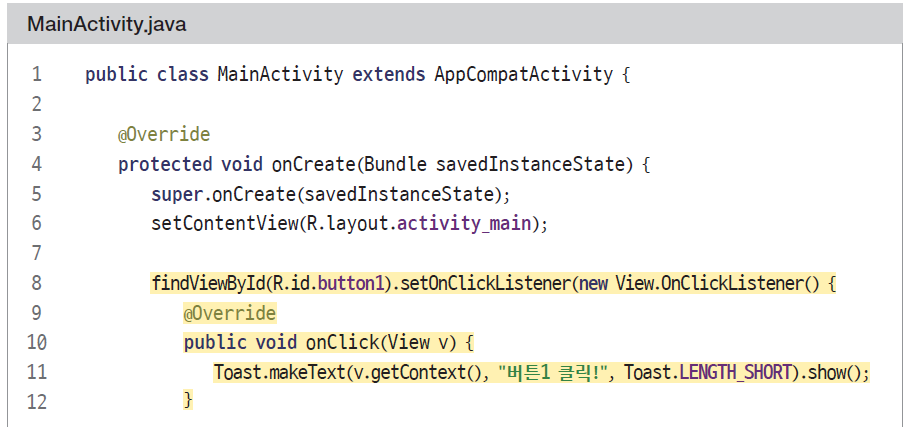 MainActivity.java
1 public class MainActivity extends AppCompatActivity {
2
3 @Override
4 protected void onCreate(Bundle savedInstanceState) {
5 super.onCreate(savedInstanceState);
6 setContentView(R.layout.activity_main);
7
8 findViewById(R.id.button1).setOnClickListener(new View.OnClickListener() {
9 @Override
10 public void onClick(View v) {
11 Toast.makeText(v.getContext(), "버튼1 클릭!", Toast.LENGTH_SHORT).show();
12 }